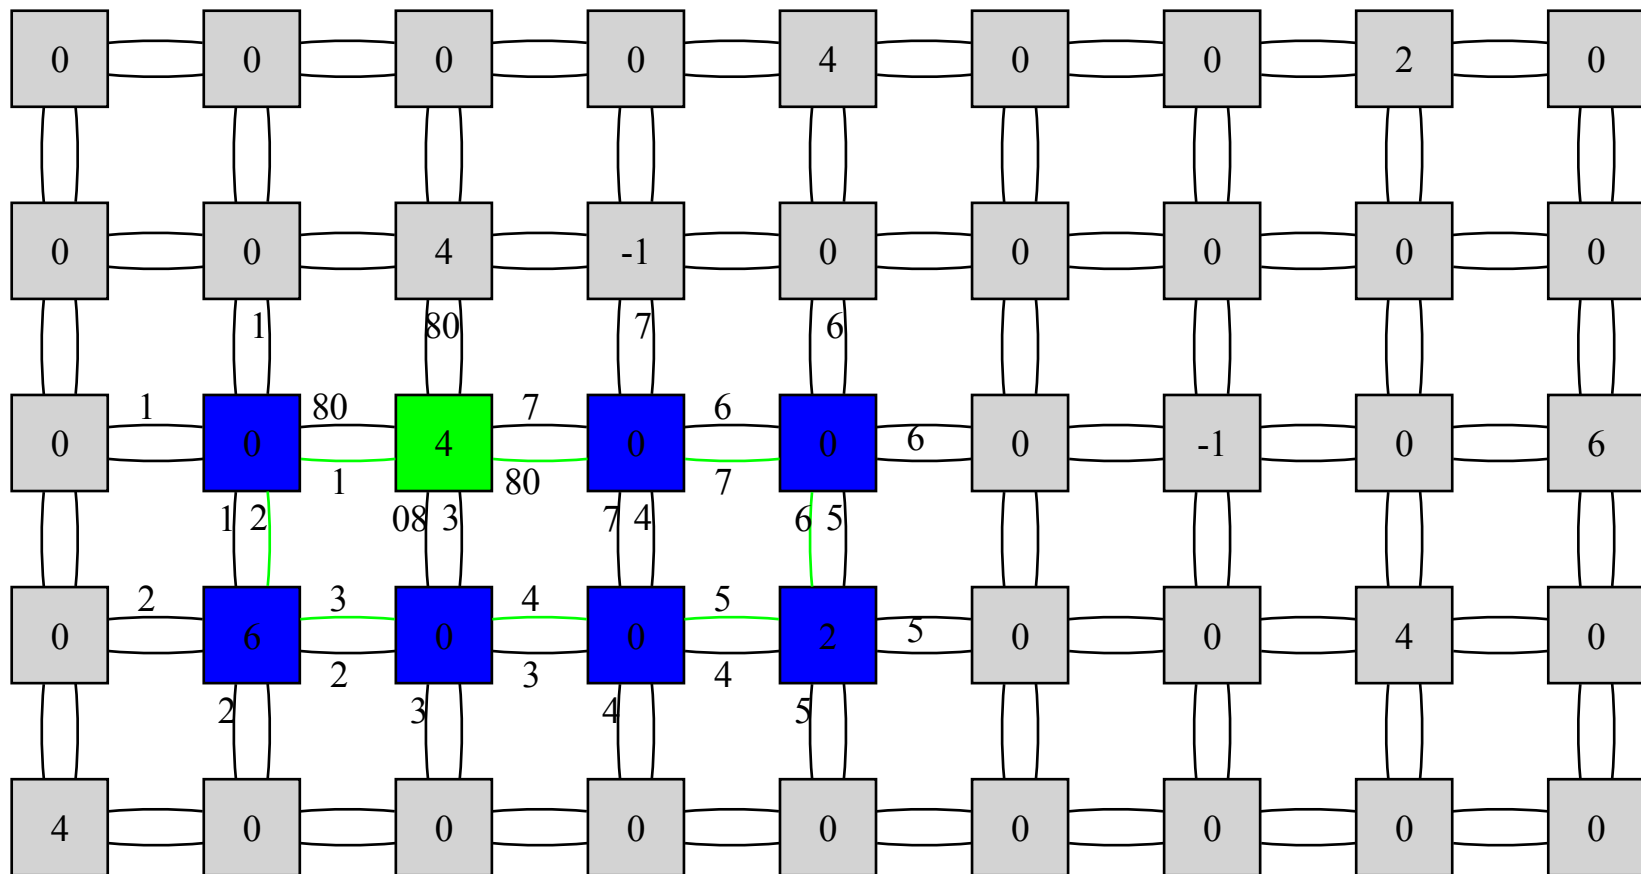 0 0 0 0 4 0 0 2 0
0 0 4 -1 0 0 0 0 0
1 80 7 6
1 80 7 6
0 0 4 0 0 6 0 -1 0 6
1 80 7
1 2 08 3 7 4 6 5
2 3 4 5
0 6 0 0 2 5 0 0 4 0
2 3 4
2 3 4 5
4 0 0 0 0 0 0 0 0